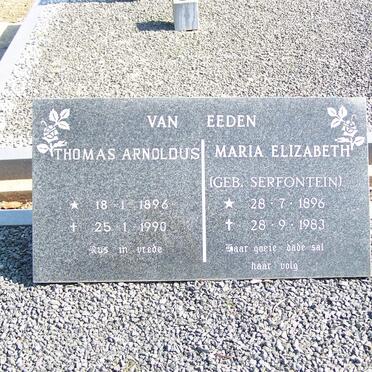 VAN EEDEN
THOMAS ARNOLDUS
★ 18-1-1896
✝ 25-1-1990
Rus in vrede
MARIA ELIZABETH
(GEB. SERFONTEIN)
★ 28-7-1896
✝ 28-9-1983
Haar goeie dade sal
haar volg